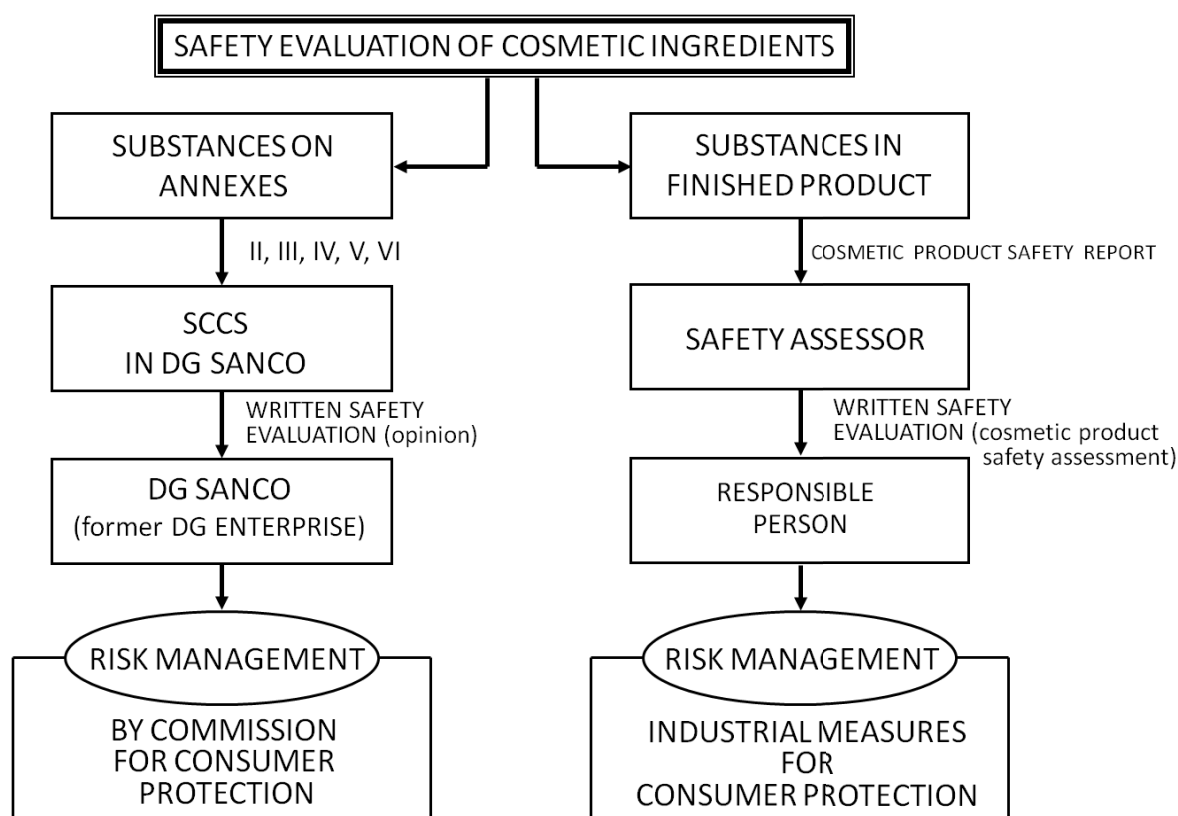 SAFETY EVALUATION OF COSMETIC INGREDIENTS
SUBSTANCES ON
ANNEXES
II, III, IV, V, VI
SCCS
IN DG SANCO
WRITTEN SAFETY
EVALUATION (opinion)
DG SANCO
(former DG ENTERPRISE)
RISK MANAGEMENT
BY COMMISSION
FOR CONSUMER
PROTECTION
SUBSTANCES IN
FINISHED PRODUCT
COSMETIC PRODUCT SAFETY REPORT
SAFETY ASSESSOR
WRITTEN SAFETY
EVALUATION (cosmetic product
safety assessment)
RESPONSIBLE
PERSON
RISK MANAGEMENT
INDUSTRIAL MEASURES
FOR
CONSUMER PROTECTION